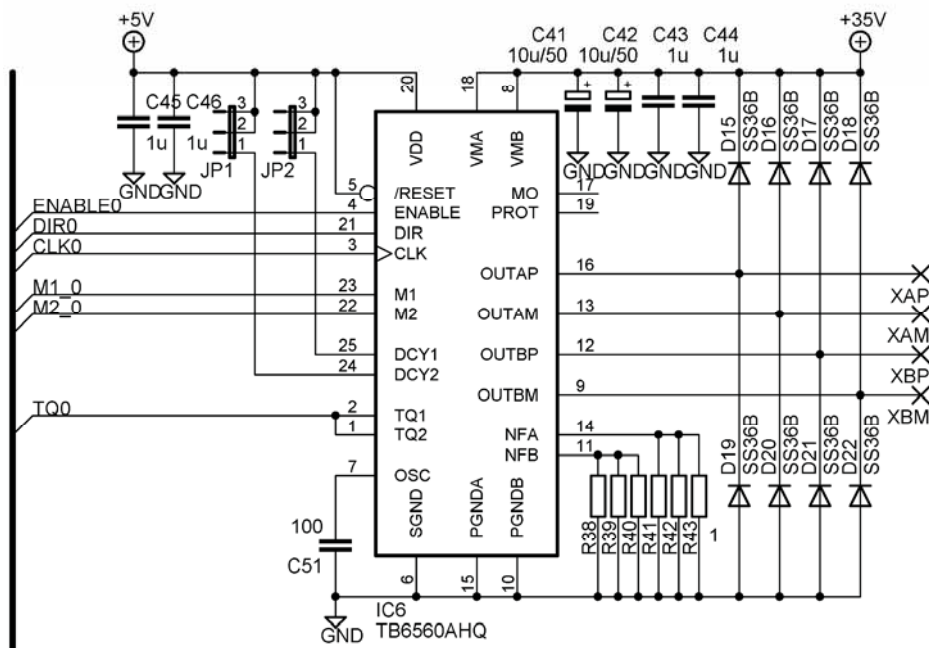 +5V
+35V
C41
C42
C43
C44
10u/50
10u/50
1u
1u
20
18
8
3
2
1
JP1
3
2
1
JP2
C45
C46
1u
1u
GND
GND
GND
GND
GND
GND
D15
SS36B
D16
SS36B
D17
SS36B
D18
SS36B
VDD
VMA
VMB
5
/RESET
MO
17
ENABLE0
4
ENABLE
PROT
19
DIR0
21
DIR
CLK0
3
CLK
OUTAP
16
XAP
M1_0
23
M1
M2_0
22
M2
OUTAM
13
XAM
25
DCY1
OUTBP
12
XBP
24
DCY2
OUTBM
9
XBM
TQ0
2
TQ1
1
TQ2
NFA
14
NFB
11
7
OSC
SGND
PGNDA
PGNDB
D19
SS36B
D20
SS36B
D21
SS36B
D22
SS36B
100
C51
R38
R39
R40
R41
R42
R43
1
6
15
10
GND
IC6
TB6560AHQ